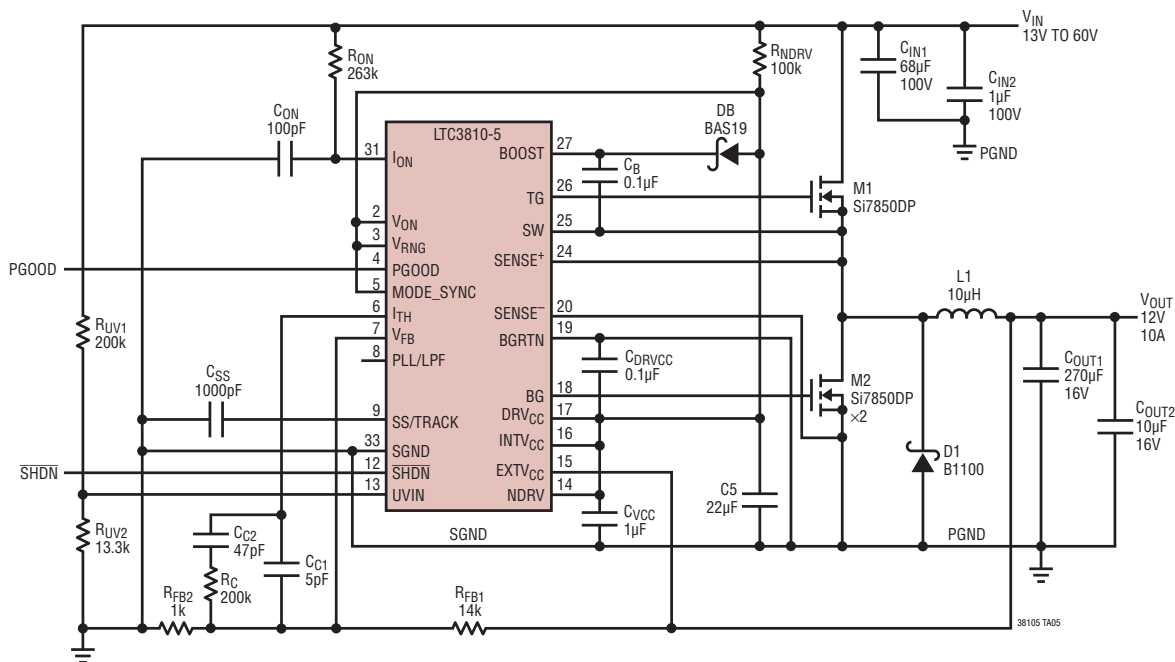 VIN
13V TO 60V
RON
263k
RNDRV
100k
CIN1
68µF
100V
CIN2
1µF
100V
PGND
CON
100pF
DB
BAS19
LTC3810-5
31
ION
BOOST
27
CB
0.1µF
TG
26
M1
Si7850DP
2
VON
SW
25
3
VRNG
SENSE+
24
PGOOD
4
PGOOD
5
MODE_SYNC
6
ITH
SENSE–
20
7
VFB
BGRTN
19
8
PLL/LPF
RUV1
200k
L1
10µH
VOUT
12V
10A
CDRVCC
0.1µF
CSS
1000pF
BG
18
M2
Si7850DP
×2
COUT1
270µF
16V
COUT2
10µF
16V
9
SS/TRACK
DRVCC
17
33
SGND
INTVCC
16
SHDN
12
SHDN
EXTVCC
15
13
UVIN
NDRV
14
D1
B1100
C5
22µF
CVCC
1µF
RUV2
13.3k
CC2
47pF
RC
200k
CC1
5pF
SGND
PGND
RFB2
1k
RFB1
14k
38105 TA05